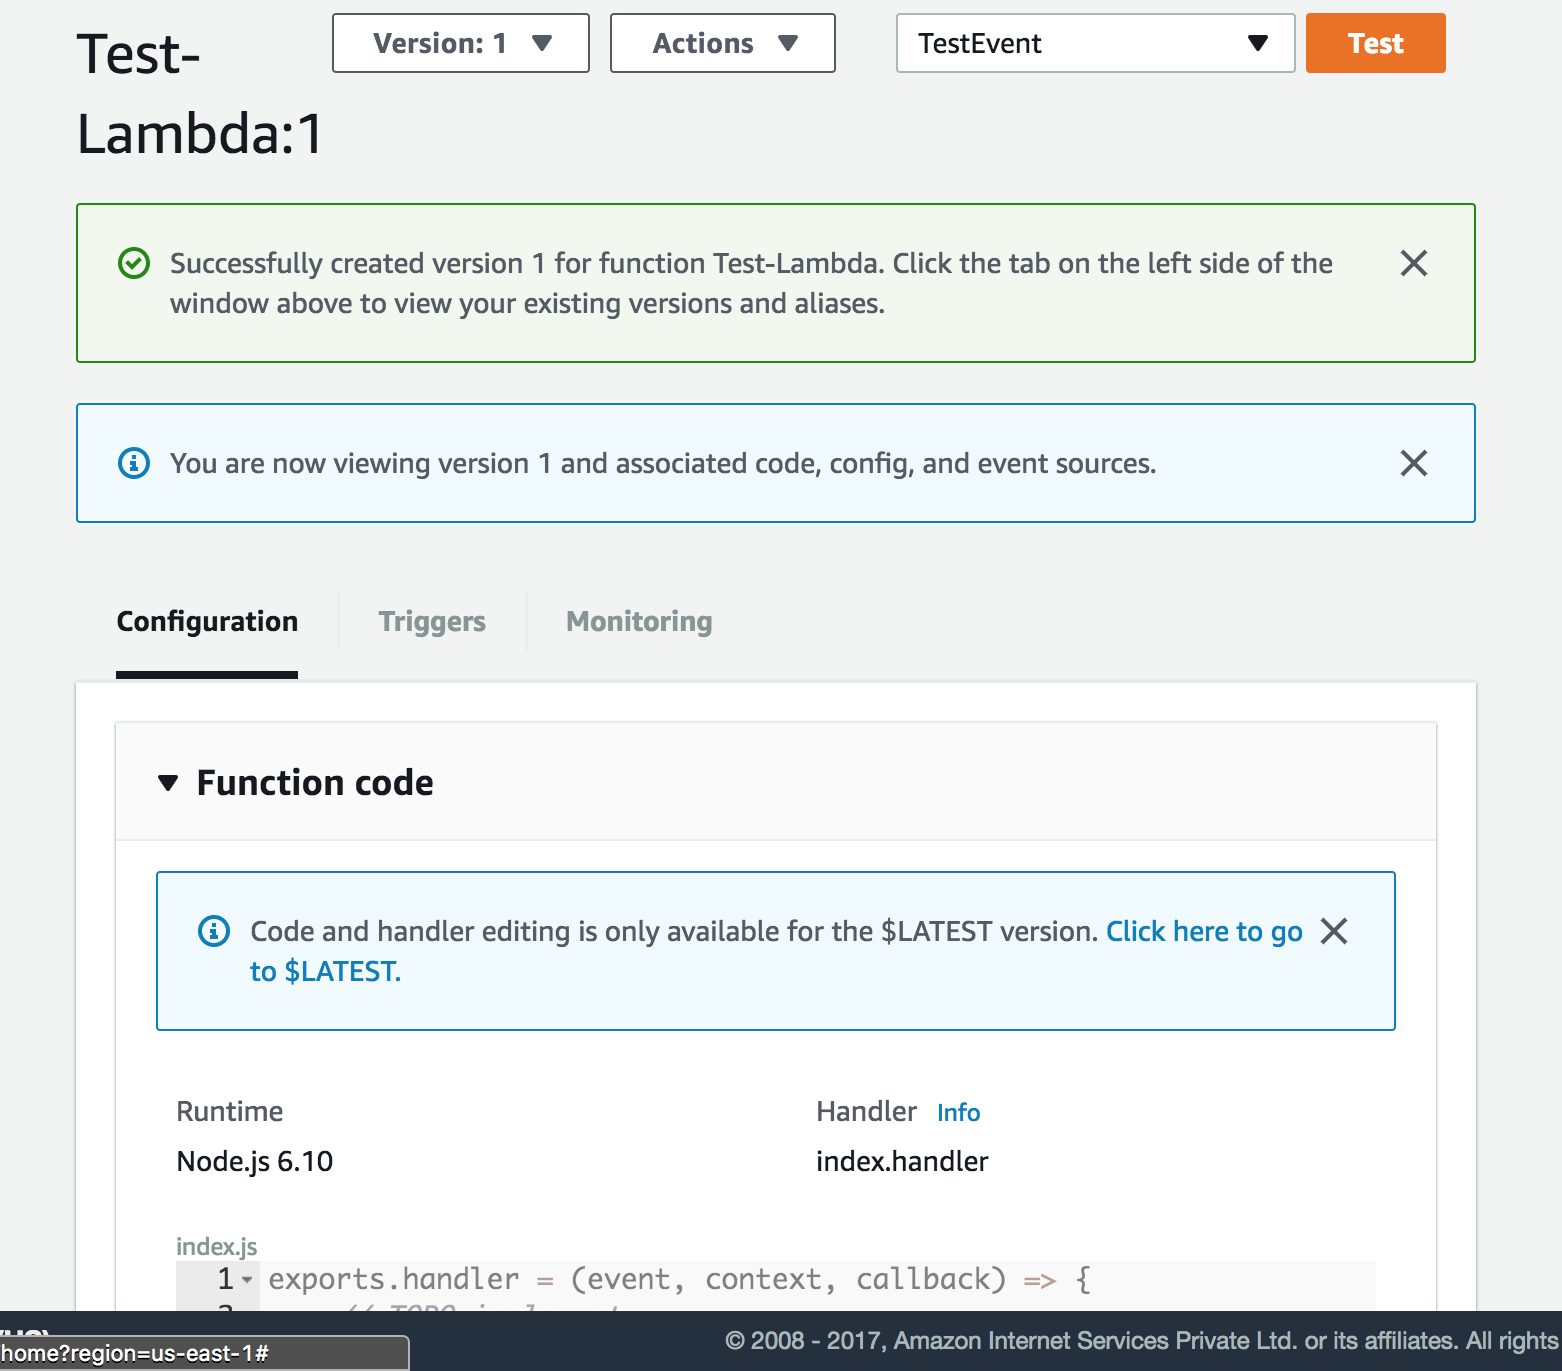 Test-
Lambda:1
Version: 1
Actions
TestEvent
Test
Successfully created version 1 for function Test-Lambda. Click the tab on the left side of the
window above to view your existing versions and aliases.
You are now viewing version 1 and associated code, config, and event sources.
Configuration
Triggers
Monitoring
Function code
Code and handler editing is only available for the $LATEST version. Click here to go
to $LATEST.
Runtime
Handler Info
Node.js 6.10
index.handler
index.js
1 exports.handler = (event, context, callback) => {
© 2008 - 2017, Amazon Internet Services Private Ltd. or its affiliates. All rights
home?region=us-east-1#